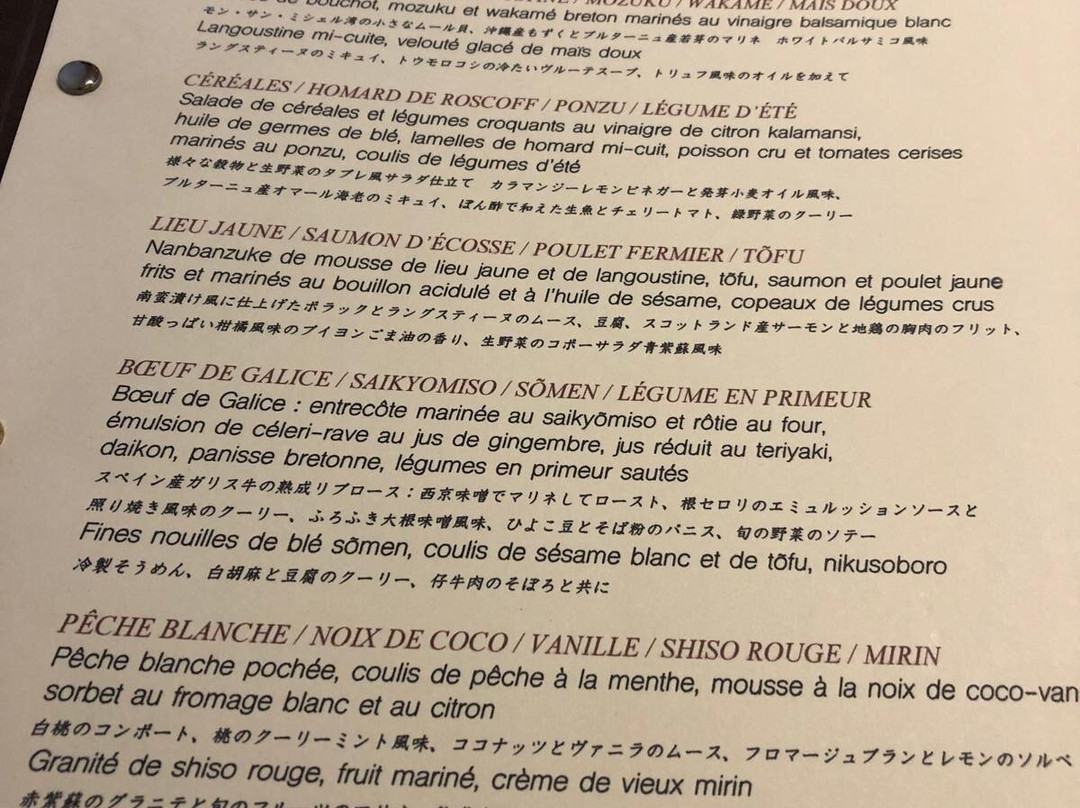 MOZUKU / WAKAMÉ / MAÏS DOUX
de bouchot, mozuku et wakamé breton marinés au vinaigre balsamique blanc
モン・サン・ミシェル湾の小さなムール貝、沖縄産もずくとブルターニュ産若芽のマリネ ホワイトバルサミコ風味
Langoustine mi-cuite, velouté glacé de maïs doux
ラングスティーヌのミキュイ、トウモロコシの冷たいヴルーテスープ、トリュフ風味のオイルを加えて
CÉRÉALES / HOMARD DE ROSCOFF / PONZU / LÉGUME D'ÉTÉ
Salade de céréales et légumes croquants au vinaigre de citron kalamansi,
huile de germes de blé, lamelles de homard mi-cuit, poisson cru et tomates cerises
marinés au ponzu, coulis de légumes d'été
様々な穀物と生野菜のタブレ風サラダ仕立て カラマンジーレモンビネガーと発芽小麦オイル風味、
ブルターニュ産オマール海老のミキュイ、ぽん酢で和えた生魚とチェリートマト、緑野菜のクーリー
LIEU JAUNE / SAUMON D'ÉCOSSE / POULET FERMIER / TÕFU
Nanbanzuke de mousse de lieu jaune et de langoustine, tõfu, saumon et poulet jaune
frits et marinés au bouillon acidulé et à l'huile de sésame, copeaux de légumes crus
南蛮漬け風に仕上げたポラックとラングスティーヌのムース、豆腐、スコットランド産サーモンと地鶏の胸肉のフリット、
甘酸っぱい柑橘風味のブイヨンごま油の香り、生野菜のコポーサラダ青紫蘇風味
BŒUF DE GALICE / SAIKYOMISO / SÕMEN / LÉGUME EN PRIMEUR
Bœuf de Galice : entrecôte marinée au saikyõmiso et rôtie au four,
émulsion de céleri-rave au jus de gingembre, jus réduit au teriyaki,
daikon, panisse bretonne, légumes en primeur sautés
スペイン産ガリス牛の熟成リブロース：西京味噌でマリネしてロースト、根セロリのエミュルッションソースと
照り焼き風味のクーリー、ふろふき大根味噌風味、ひよこ豆とそば粉のパニス、旬の野菜のソテー
Fines nouilles de blé sõmen, coulis de sésame blanc et de tõfu, nikusoboro
冷製そうめん、白胡麻と豆腐のクーリー、仔牛肉のそぼろと共に
PÊCHE BLANCHE / NOIX DE COCO / VANILLE / SHISO ROUGE / MIRIN
Pêche blanche pochée, coulis de pêche à la menthe, mousse à la noix de coco-van
sorbet au fromage blanc et au citron
白桃のコンポート、桃のクーリーミント風味、ココナッツとヴァニラのムース、フロマージュブランとレモンのソルベ
Granité de shiso rouge, fruit mariné, crème de vieux mirin
赤紫蘇のグラニテと旬のフルーツの